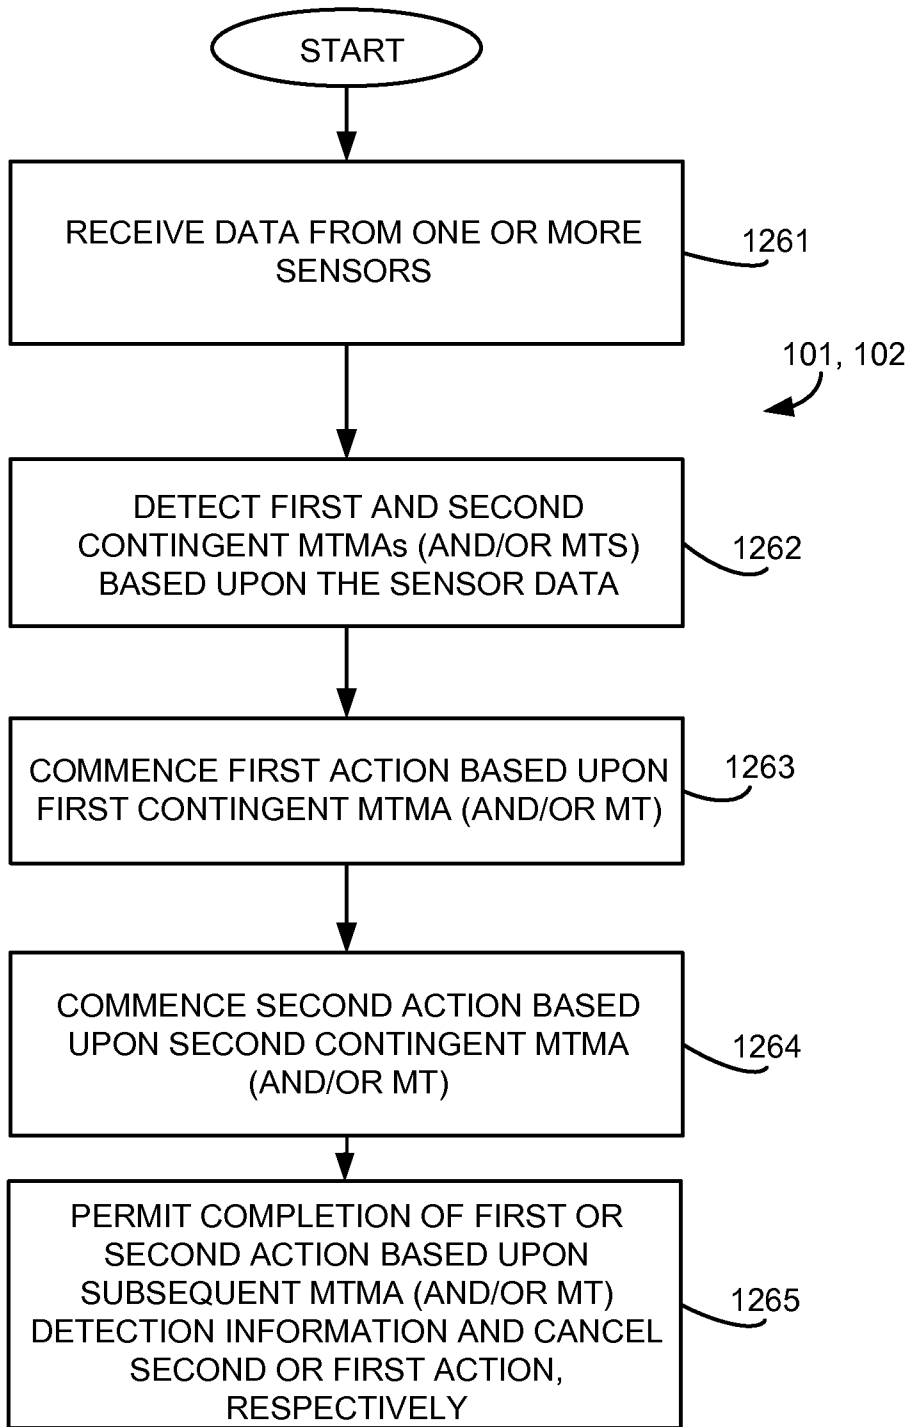 START
RECEIVE DATA FROM ONE OR MORE
SENSORS
1261
101, 102
DETECT FIRST AND SECOND
CONTINGENT MTMAs (AND/OR MTS)
BASED UPON THE SENSOR DATA
1262
COMMENCE FIRST ACTION BASED UPON
FIRST CONTINGENT MTMA (AND/OR MT)
1263
COMMENCE SECOND ACTION BASED
UPON SECOND CONTINGENT MTMA
(AND/OR MT)
1264
PERMIT COMPLETION OF FIRST OR
SECOND ACTION BASED UPON
SUBSEQUENT MTMA (AND/OR MT)
DETECTION INFORMATION AND CANCEL
SECOND OR FIRST ACTION,
RESPECTIVELY
1265